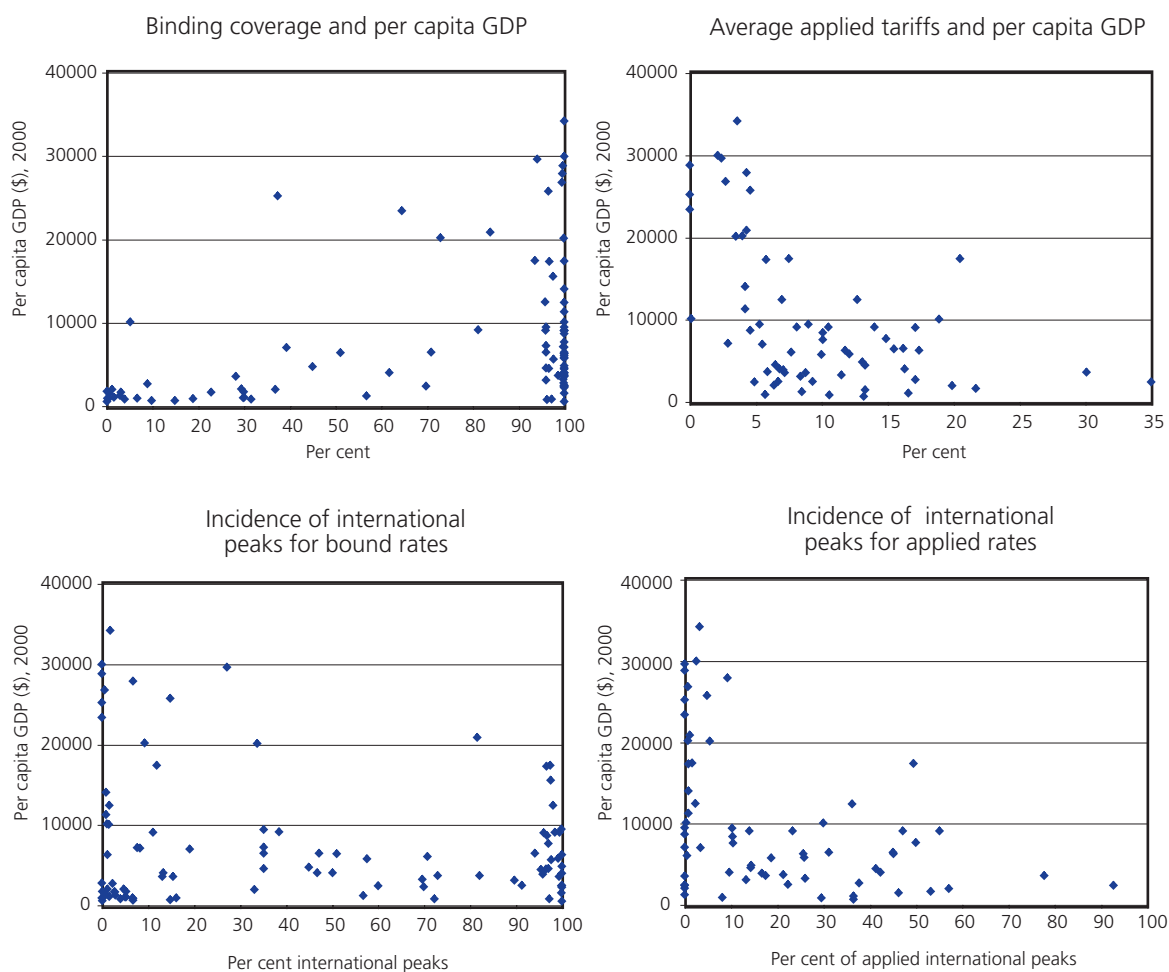 Binding coverage and per capita GDP
40000
30000
20000
10000
0
Per capita GDP ($), 2000
0 10 20 30 40 50 60 70 80 90 100
Per cent
Average applied tariffs and per capita GDP
40000
30000
20000
10000
0
Per capita GDP ($), 2000
0 5 10 15 20 25 30 35
Per cent
Incidence of international
peaks for bound rates
40000
30000
20000
10000
0
Per capita GDP ($), 2000
0 10 20 30 40 50 60 70 80 90 100
Per cent international peaks
Incidence of international
peaks for applied rates
40000
30000
20000
10000
0
Per capita GDP ($), 2000
0 10 20 30 40 50 60 70 80 90 100
Per cent of applied international peaks